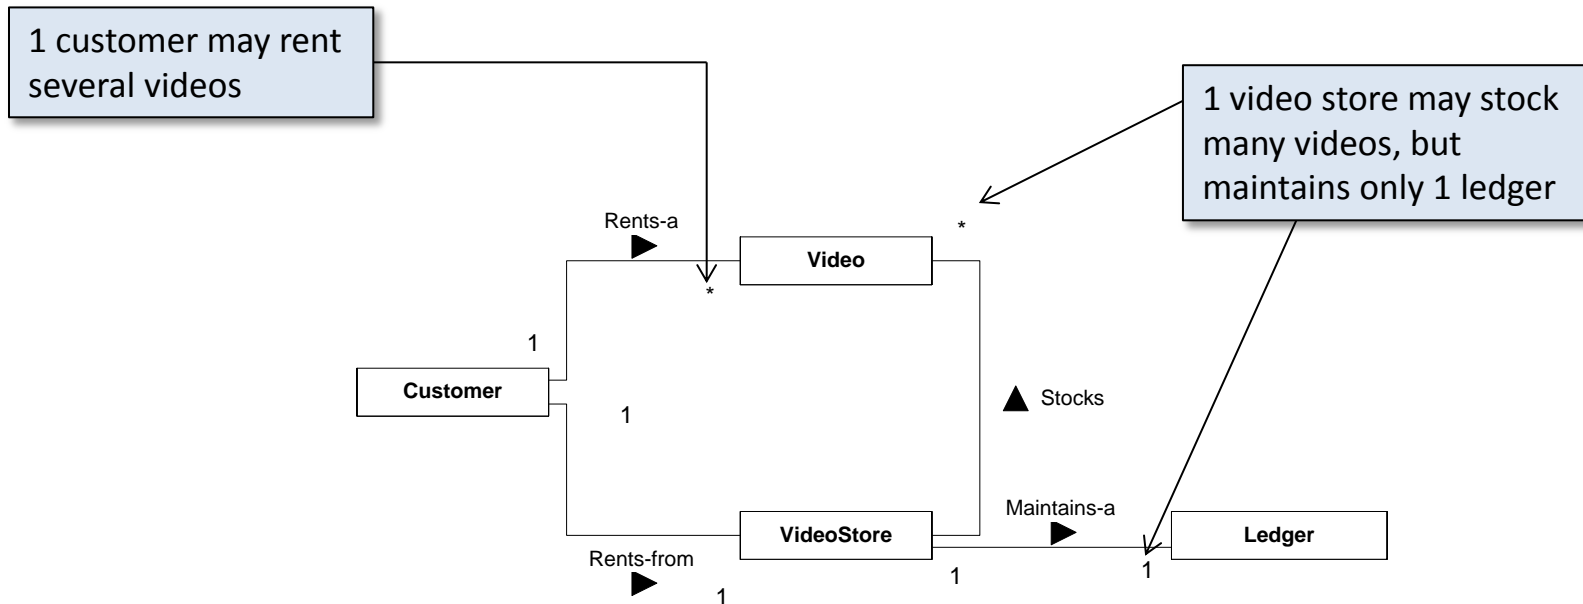 1 customer may rent
several videos
1 video store may stock
many videos, but
maintains only 1 ledger
Rents-a
*
Video
*
1
Customer
1
Stocks
Maintains-a
VideoStore
Ledger
Rents-from
1
1
1